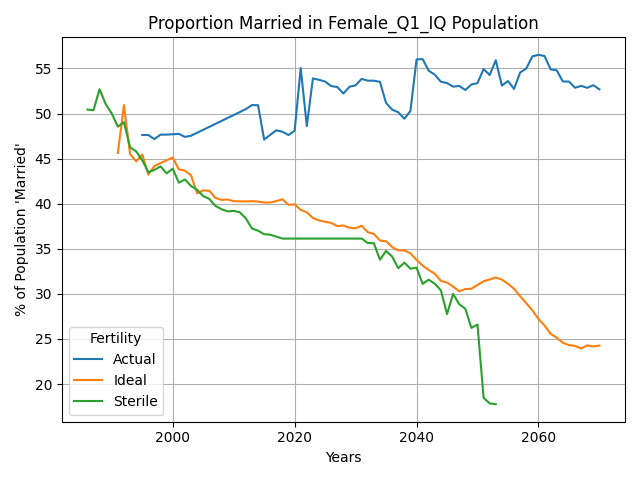 Proportion Married in Female_Q1_IQ Population
% of Population 'Married'
55
50
45
40
35
30
25
20
Fertility
Actual
Ideal
Sterile
2000 2020 2040 2060
Years